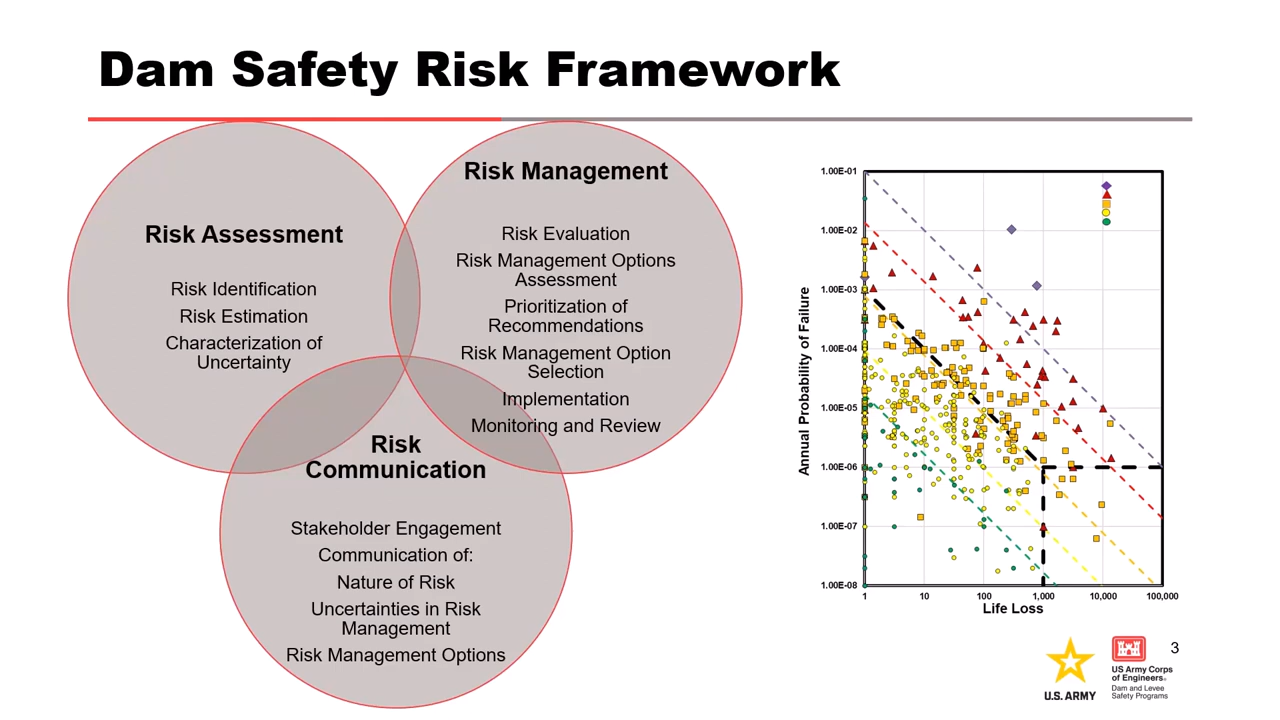 Dam Safety Risk Framework
Risk Assessment
Risk Identification
Risk Estimation
Characterization of
Uncertainty
Risk Management
Risk Evaluation
Risk Management Options
Assessment
Prioritization of
Recommendations
Risk Management Option
Selection
Implementation
Monitoring and Review
Risk
Communication
Stakeholder Engagement
Communication of:
Nature of Risk
Uncertainties in Risk
Management
Risk Management Options
Annual Probability of Failure
1.00E-01
1.00E-02
1.00E-03
1.00E-04
1.00E-05
1.00E-06
1.00E-07
1.00E-08
1 10 100 1,000 10,000 100,000
Life Loss
U.S. ARMY
US Army Corps
of Engineers®
Dam and Levee
Safety Programs
3